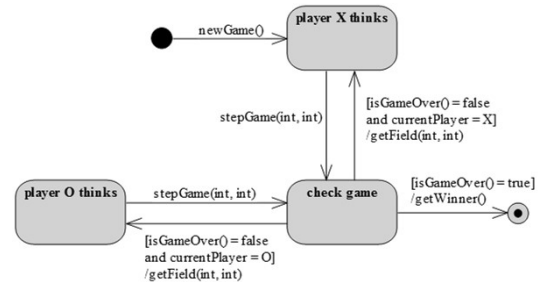 player X thinks
newGame()
stepGame(int, int)
[isGameOver() = false
and currentPlayer = X]
/getField(int, int)
player O thinks
stepGame(int, int)
check game
[isGameOver() = true]
/getWinner()
[isGameOver() = false
and currentPlayer = O]
/getField(int, int)